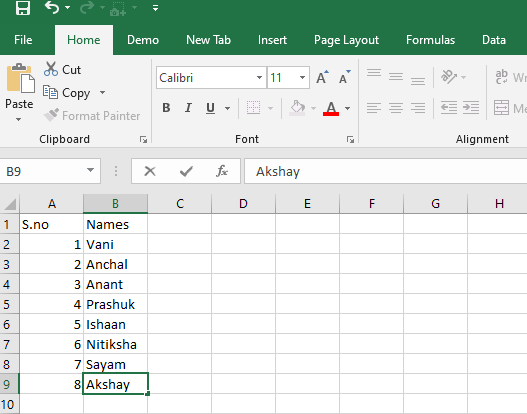 File Home Demo New Tab Insert Page Layout Formulas Data
Paste
Cut
Copy
Format Painter
Clipboard
Calibri 11 A A
B I U A
Font
ab
Alignment
B9 fx Akshay
A B C D E F G H
1 S.no Names
2 1 Vani
3 2 Anchal
4 3 Anant
5 4 Prashuk
6 5 Ishaan
7 6 Nitiksha
8 7 Sayam
9 8 Akshay
10